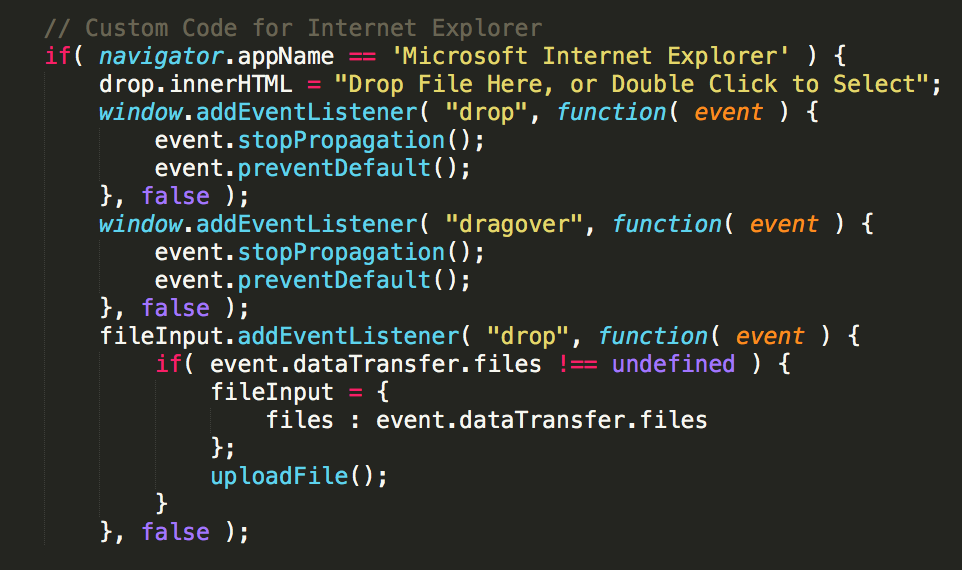 // Custom Code for Internet Explorer
if( navigator.appName == 'Microsoft Internet Explorer' ) {
    drop.innerHTML = "Drop File Here, or Double Click to Select";
    window.addEventListener( "drop", function( event ) {
        event.stopPropagation();
        event.preventDefault();
    }, false );
    window.addEventListener( "dragover", function( event ) {
        event.stopPropagation();
        event.preventDefault();
    }, false );
    fileInput.addEventListener( "drop", function( event ) {
        if( event.dataTransfer.files !== undefined ) {
            fileInput = {
                files : event.dataTransfer.files
            };
            uploadFile();
        }
    }, false );